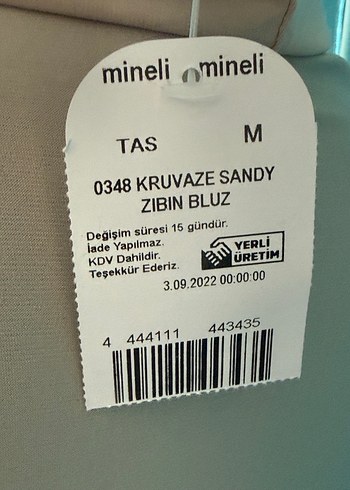 mineli mineli
TAS M
0348 KRUVAZE SANDY
ZIBIN BLUZ
Değişim süresi 15 gündür.
İade Yapılmaz.
KDV Dahildir.
Teşekkür Ederiz.
YERLİ
ÜRETİM
3.09.2022 00:00:00
4 444111 443435